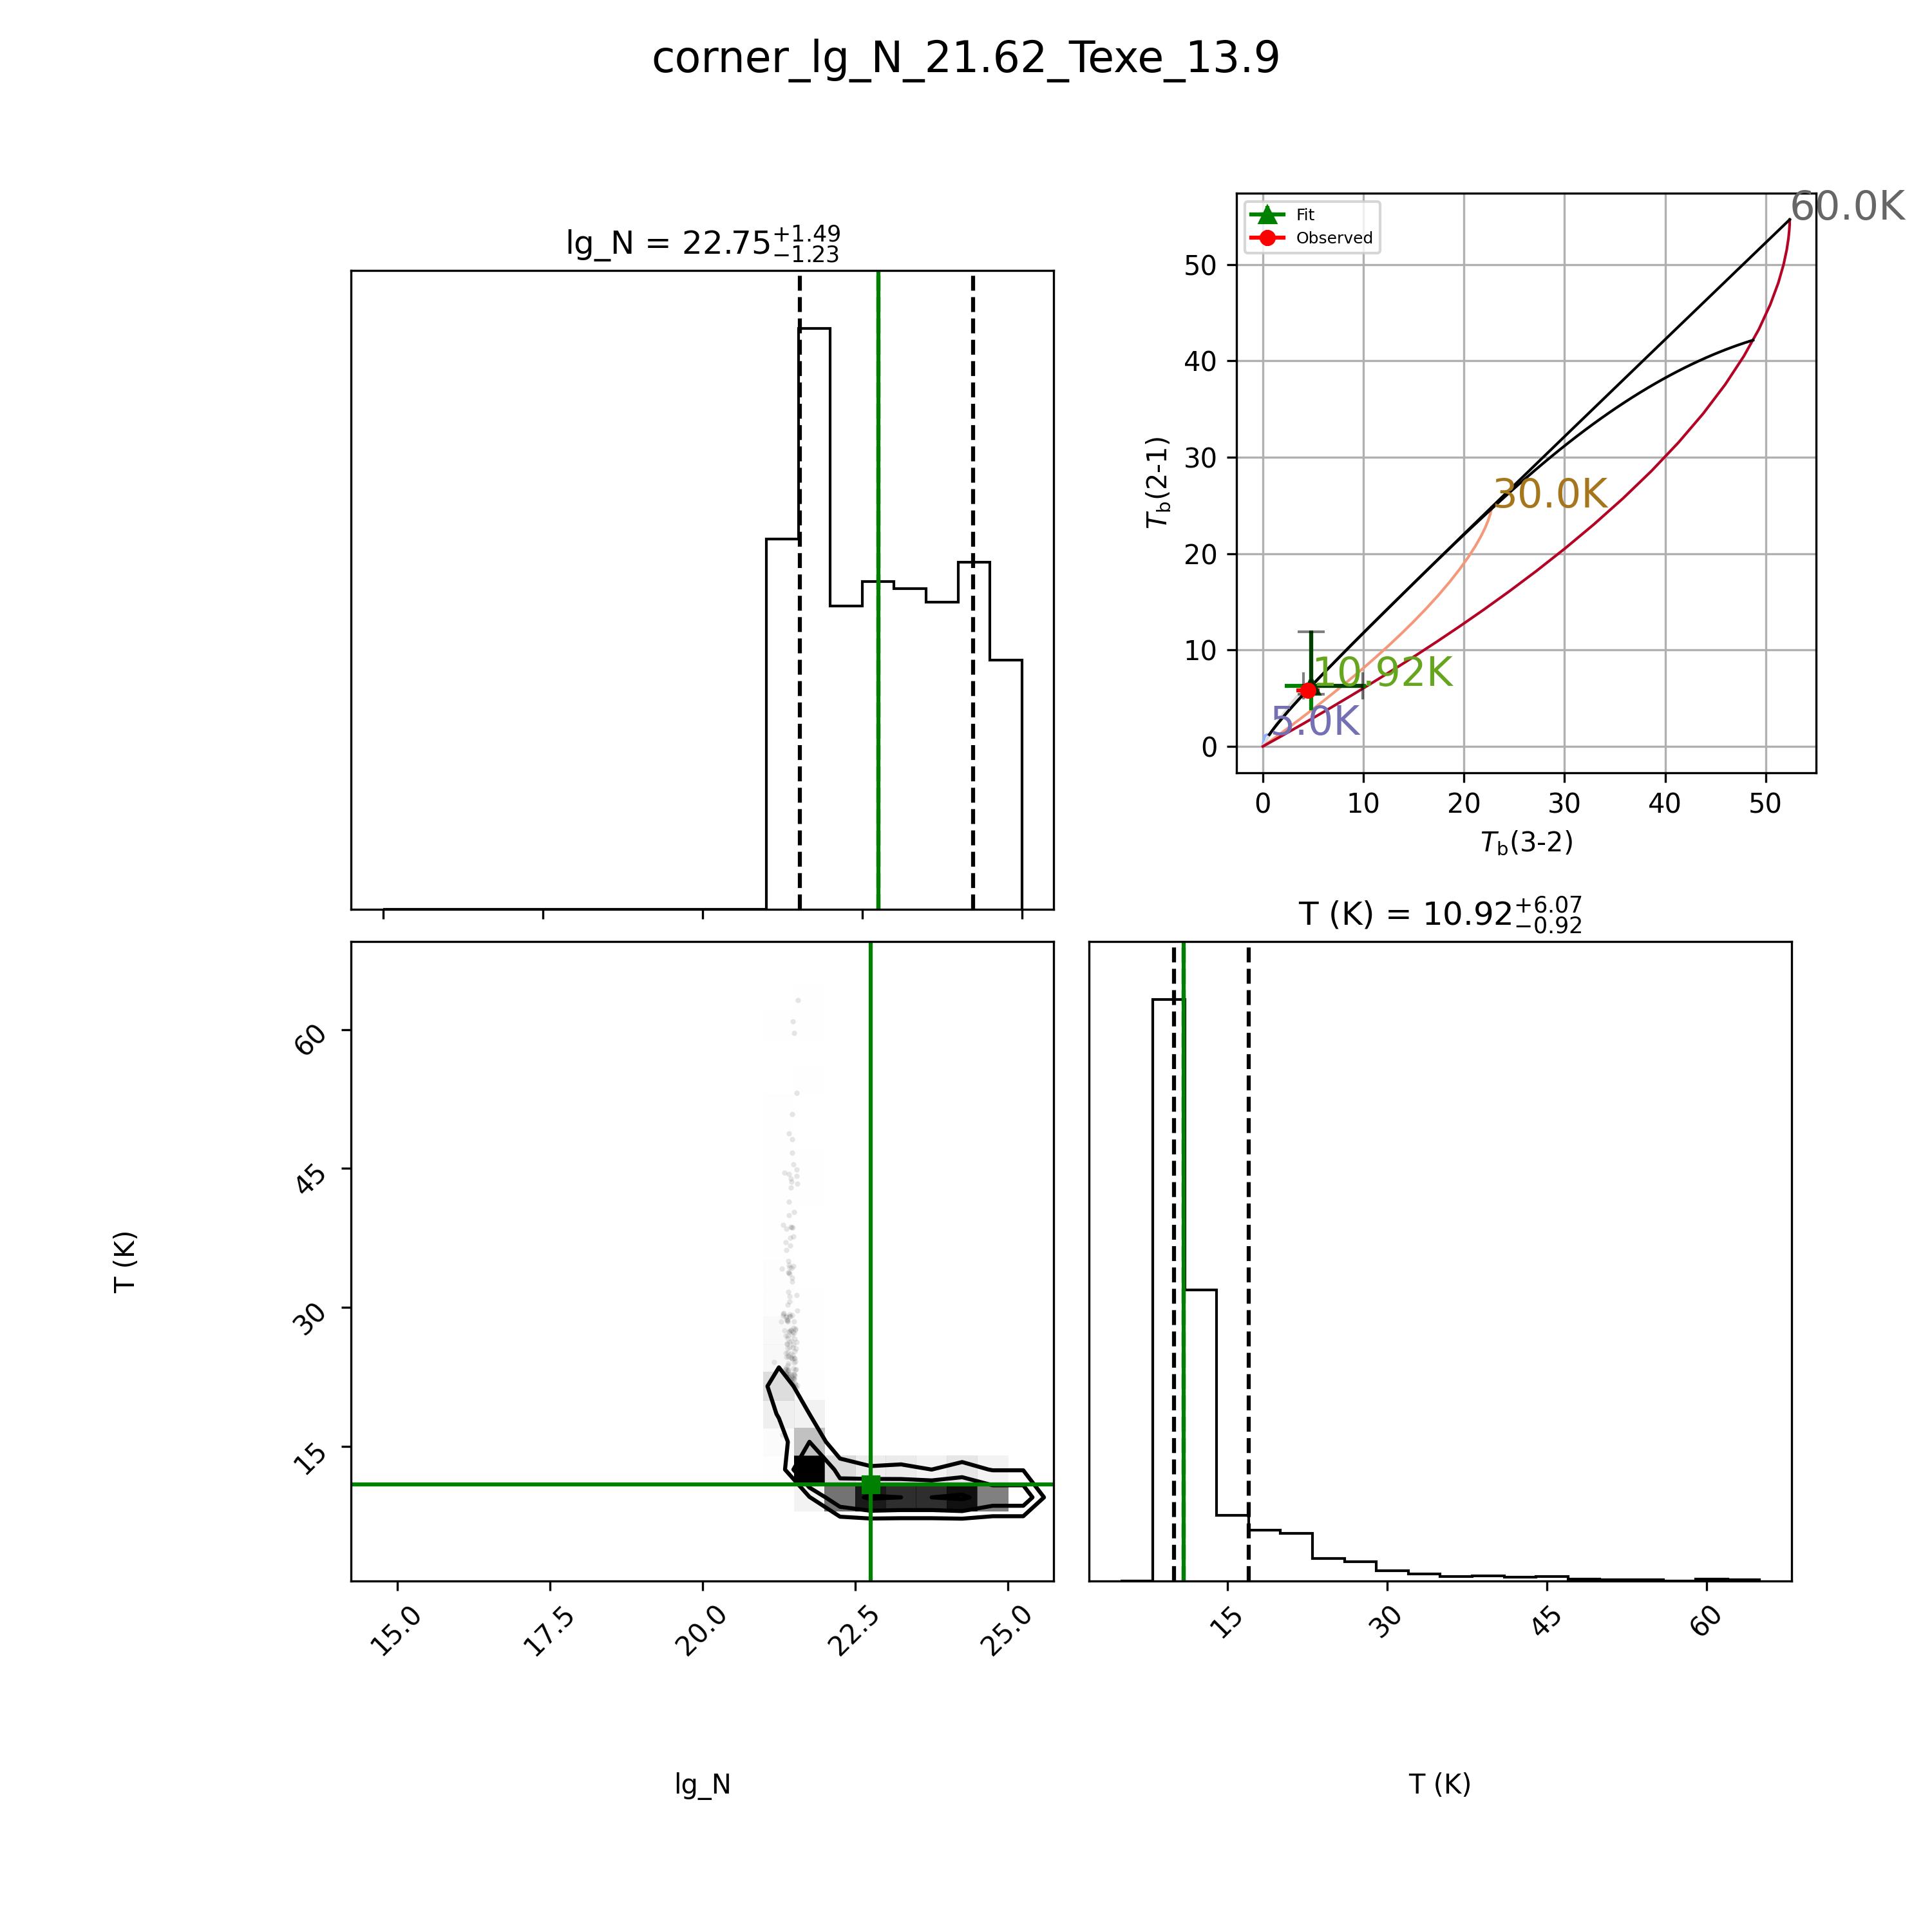 corner_lg_N_21.62_Texe_13.9
lg_N = 22.75+1.49−1.23
60.0K
Fit
Observed
50
40
30.0K
30
20
10
10.92K
5.0K
0
Tb(2-1)
0 10 20 30 40 50
Tb(3-2)
T (K) = 10.92+6.07−0.92
60
45
30
15
T (K)
15.0 17.5 20.0 22.5 25.0
15 30 45 60
lg_N
T (K)